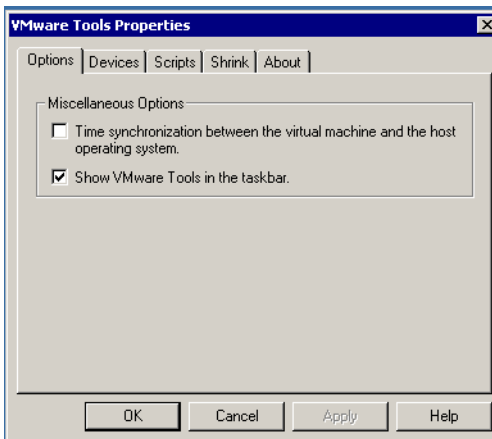 VMware Tools Properties
Options Devices Scripts Shrink About
Miscellaneous Options
Time synchronization between the virtual machine and the host
operating system.
Show VMware Tools in the taskbar.
OK Cancel Apply Help